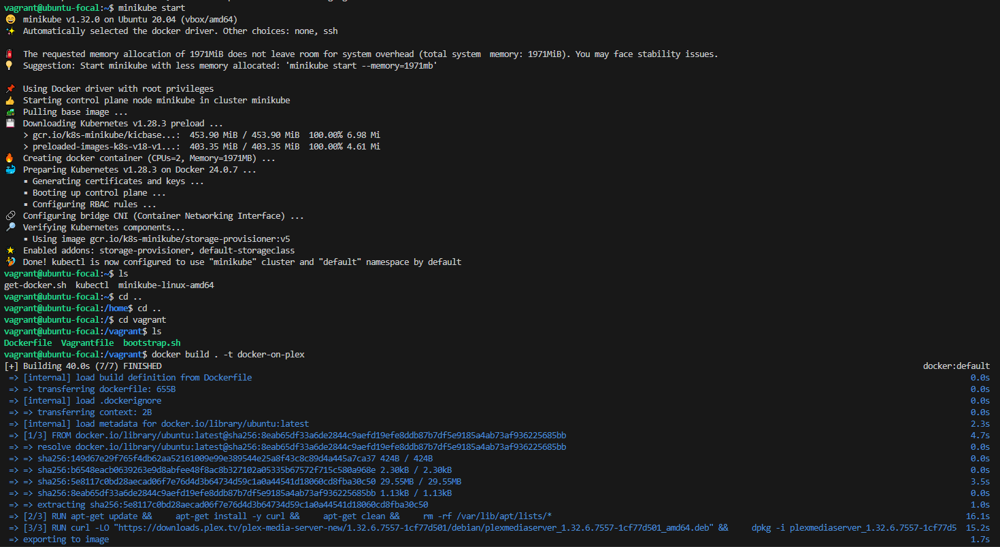 vagrant@ubuntu-focal:~$ minikube start
😄  minikube v1.32.0 on Ubuntu 20.04 (vbox/amd64)
✨  Automatically selected the docker driver. Other choices: none, ssh
🧯  The requested memory allocation of 1971MiB does not leave room for system overhead (total system  memory: 1971MiB). You may face stability issues.
💡  Suggestion: Start minikube with less memory allocated: 'minikube start --memory=1971mb'
📌  Using Docker driver with root privileges
👍  Starting control plane node minikube in cluster minikube
🚜  Pulling base image ...
💾  Downloading Kubernetes v1.28.3 preload ...
    > gcr.io/k8s-minikube/kicbase...:  453.90 MiB / 453.90 MiB  100.00% 6.98 Mi
    > preloaded-images-k8s-v18-v1...:  403.35 MiB / 403.35 MiB  100.00% 4.61 Mi
🔥  Creating docker container (CPUs=2, Memory=1971MB) ...
🐳  Preparing Kubernetes v1.28.3 on Docker 24.0.7 ...
    ▪ Generating certificates and keys ...
    ▪ Booting up control plane ...
    ▪ Configuring RBAC rules ...
🔗  Configuring bridge CNI (Container Networking Interface) ...
🔎  Verifying Kubernetes components...
    ▪ Using image gcr.io/k8s-minikube/storage-provisioner:v5
🌟  Enabled addons: storage-provisioner, default-storageclass
🏄  Done! kubectl is now configured to use "minikube" cluster and "default" namespace by default
vagrant@ubuntu-focal:~$ ls
get-docker.sh  kubectl  minikube-linux-amd64
vagrant@ubuntu-focal:~$ cd ..
vagrant@ubuntu-focal:/home$ cd ..
vagrant@ubuntu-focal:/$ cd vagrant
vagrant@ubuntu-focal:/vagrant$ ls
Dockerfile  Vagrantfile  bootstrap.sh
vagrant@ubuntu-focal:/vagrant$ docker build . -t docker-on-plex
[+] Building 40.0s (7/7) FINISHED docker:default
 => [internal] load build definition from Dockerfile 0.0s
 => => transferring dockerfile: 655B 0.0s
 => [internal] load .dockerignore 0.0s
 => => transferring context: 2B 0.0s
 => [internal] load metadata for docker.io/library/ubuntu:latest 2.3s
 => [1/3] FROM docker.io/library/ubuntu:latest@sha256:8eab65df33a6de2844c9aefd19efe8ddb87b7df5e9185a4ab73af936225685bb 4.7s
 => => resolve docker.io/library/ubuntu:latest@sha256:8eab65df33a6de2844c9aefd19efe8ddb87b7df5e9185a4ab73af936225685bb 0.0s
 => => sha256:149d67e29f765f4db62aa52161009e99e389544e25a8f43c8c89d4a445a7ca37 424B / 424B 0.0s
 => => sha256:b6548eacb0639263e9d8abfee48f8ac8b327102a05335b67572f715c580a968e 2.30kB / 2.30kB 0.0s
 => => sha256:5e8117c0bd28aecad06f7e76d4d3b64734d59c1a0a44541d18060cd8fba30c50 29.55MB / 29.55MB 3.5s
 => => sha256:8eab65df33a6de2844c9aefd19efe8ddb87b7df5e9185a4ab73af936225685bb 1.13kB / 1.13kB 0.0s
 => => extracting sha256:5e8117c0bd28aecad06f7e76d4d3b64734d59c1a0a44541d18060cd8fba30c50 1.0s
 => [2/3] RUN apt-get update &&     apt-get install -y curl &&     apt-get clean &&     rm -rf /var/lib/apt/lists/* 16.1s
 => [3/3] RUN curl -LO "https://downloads.plex.tv/plex-media-server-new/1.32.6.7557-1cf77d501/debian/plexmediaserver_1.32.6.7557-1cf77d501_amd64.deb" &&     dpkg -i plexmediaserver_1.32.6.7557-1cf77d5 15.2s
 => exporting to image 1.7s